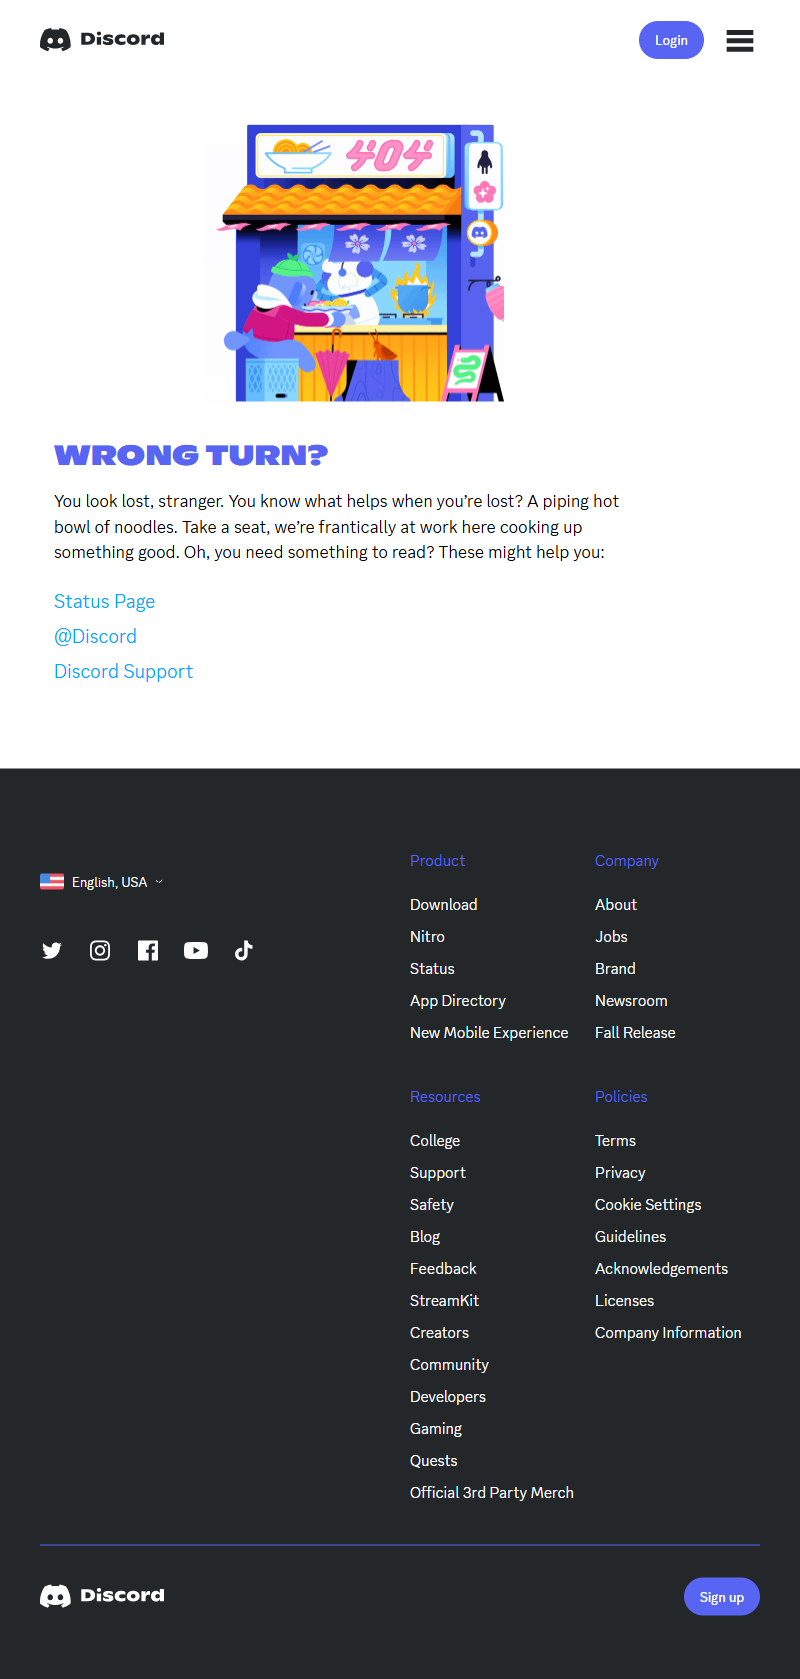 Discord
Login
404
WRONG TURN?
You look lost, stranger. You know what helps when you’re lost? A piping hot
bowl of noodles. Take a seat, we’re frantically at work here cooking up
something good. Oh, you need something to read? These might help you:
Status Page
@Discord
Discord Support
English, USA
Product
Download
Nitro
Status
App Directory
New Mobile Experience
Company
About
Jobs
Brand
Newsroom
Fall Release
Resources
College
Support
Safety
Blog
Feedback
StreamKit
Creators
Community
Developers
Gaming
Quests
Official 3rd Party Merch
Policies
Terms
Privacy
Cookie Settings
Guidelines
Acknowledgements
Licenses
Company Information
Discord
Sign up